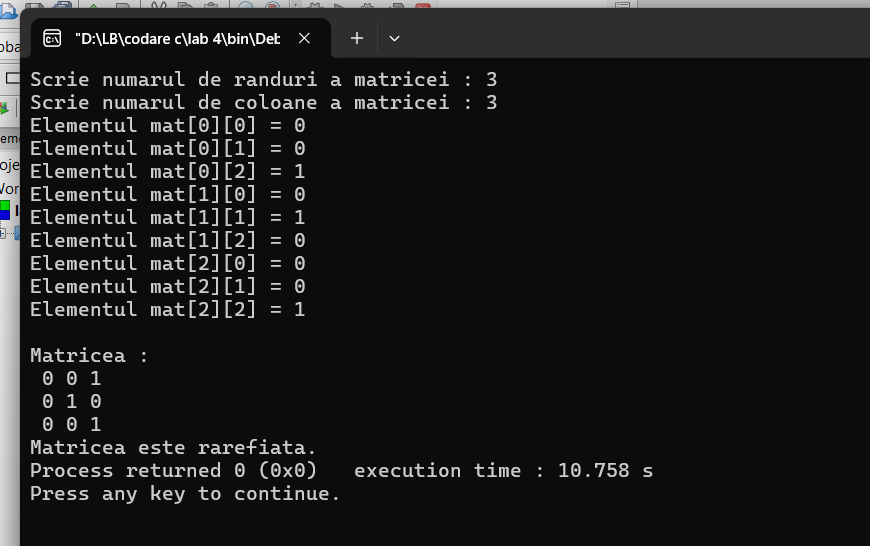 "D:\LB\codare c\lab 4\bin\Deb
Scrie numarul de randuri a matricei : 3
Scrie numarul de coloane a matricei : 3
Elementul mat[0][0] = 0
Elementul mat[0][1] = 0
Elementul mat[0][2] = 1
Elementul mat[1][0] = 0
Elementul mat[1][1] = 1
Elementul mat[1][2] = 0
Elementul mat[2][0] = 0
Elementul mat[2][1] = 0
Elementul mat[2][2] = 1
Matricea :
0 0 1
0 1 0
0 0 1
Matricea este rarefiata.
Process returned 0 (0x0)   execution time : 10.758 s
Press any key to continue.